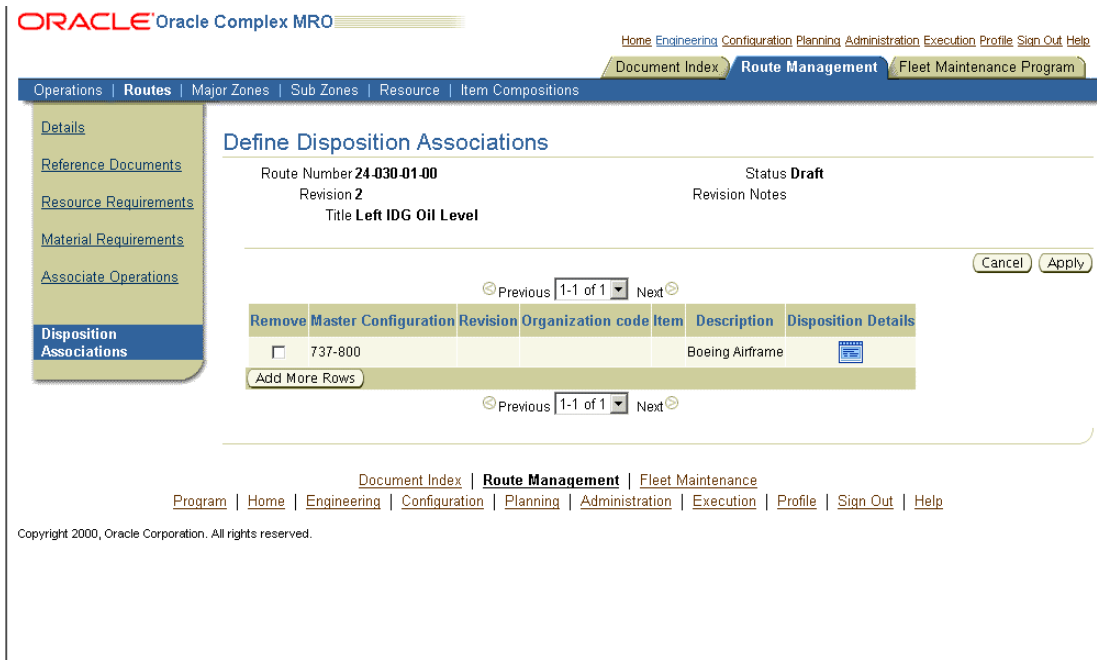 ORACLE Oracle Complex MRO
Home Engineering Configuration Planning Administration Execution Profile Sign Out Help
Document Index Route Management Fleet Maintenance Program
Operations | Routes | Major Zones | Sub Zones | Resource | Item Compositions
Details
Reference Documents
Resource Requirements
Material Requirements
Associate Operations
Disposition
Associations
Define Disposition Associations
Route Number 24-030-01-00 Status Draft
Revision 2 Revision Notes
Title Left IDG Oil Level
Cancel Apply
Previous 1-1 of 1 Next
Remove Master Configuration Revision Organization code Item Description Disposition Details
737-800 Boeing Airframe
Add More Rows
Previous 1-1 of 1 Next
Document Index | Route Management | Fleet Maintenance
Program | Home | Engineering | Configuration | Planning | Administration | Execution | Profile | Sign Out | Help
Copyright 2000, Oracle Corporation. All rights reserved.